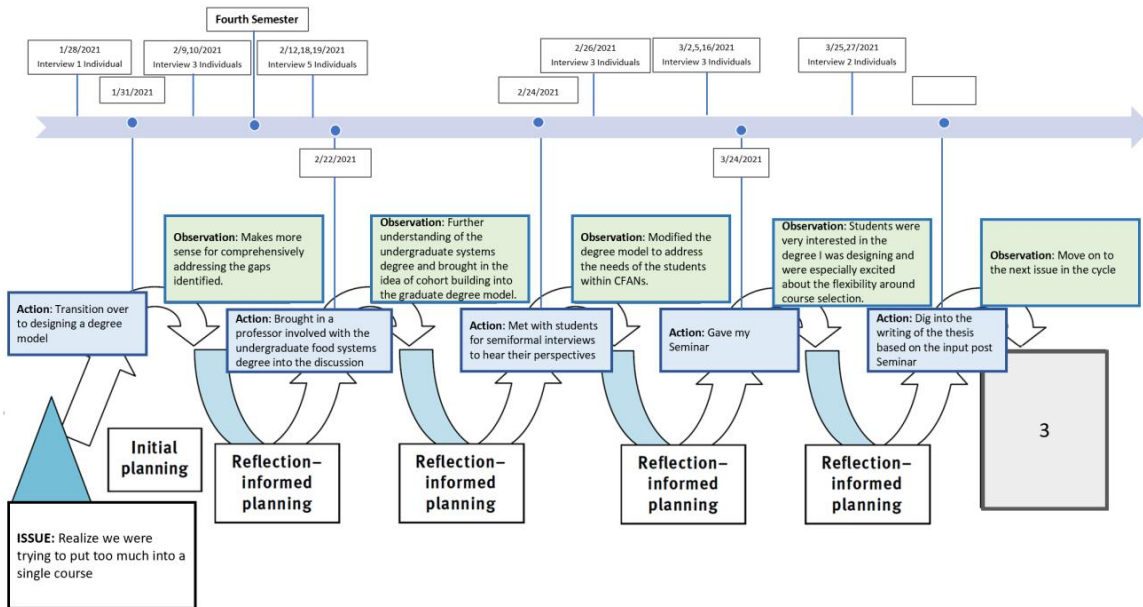 Fourth Semester
1/28/2021
Interview 1 Individual
2/9,10/2021
Interview 3 Individuals
2/12,18,19/2021
Interview 5 Individuals
2/26/2021
Interview 3 Individuals
3/2,5,16/2021
Interview 3 Individuals
3/25,27/2021
Interview 2 Individuals
1/31/2021
2/24/2021
2/22/2021
3/24/2021
Observation: Makes more
sense for comprehensively
addressing the gaps
identified.
Observation: Further
understanding of the
undergraduate systems
degree and brought in the
idea of cohort building into
the graduate degree model.
Observation: Modified the
degree model to address
the needs of the students
within CFANs.
Observation: Students were
very interested in the
degree I was designing and
were especially excited
about the flexibility around
course selection.
Observation: Move on to
the next issue in the cycle
Action: Transition over
to designing a degree
model
Action: Brought in a
professor involved with the
undergraduate food systems
degree into the discussion
Action: Met with students
for semiformal interviews
to hear their perspectives
Action: Gave my
Seminar
Action: Dig into the
writing of the thesis
based on the input post
Seminar
Initial
planning
Reflection–
informed
planning
Reflection–
informed
planning
Reflection–
informed
planning
Reflection–
informed
planning
3
ISSUE: Realize we were
trying to put too much into a
single course